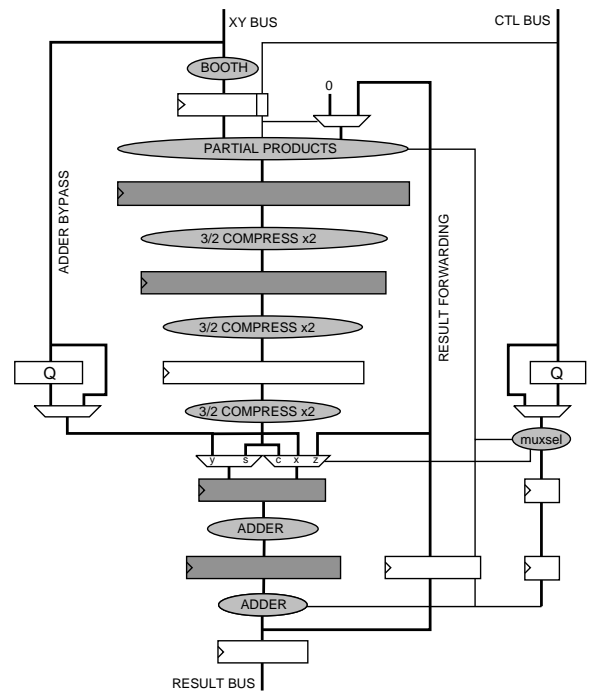 XY BUS
CTL BUS
BOOTH
0
PARTIAL PRODUCTS
ADDER BYPASS
3/2 COMPRESS x2
RESULT FORWARDING
3/2 COMPRESS x2
Q
Q
3/2 COMPRESS x2
muxsel
y s c x z
ADDER
ADDER
RESULT BUS